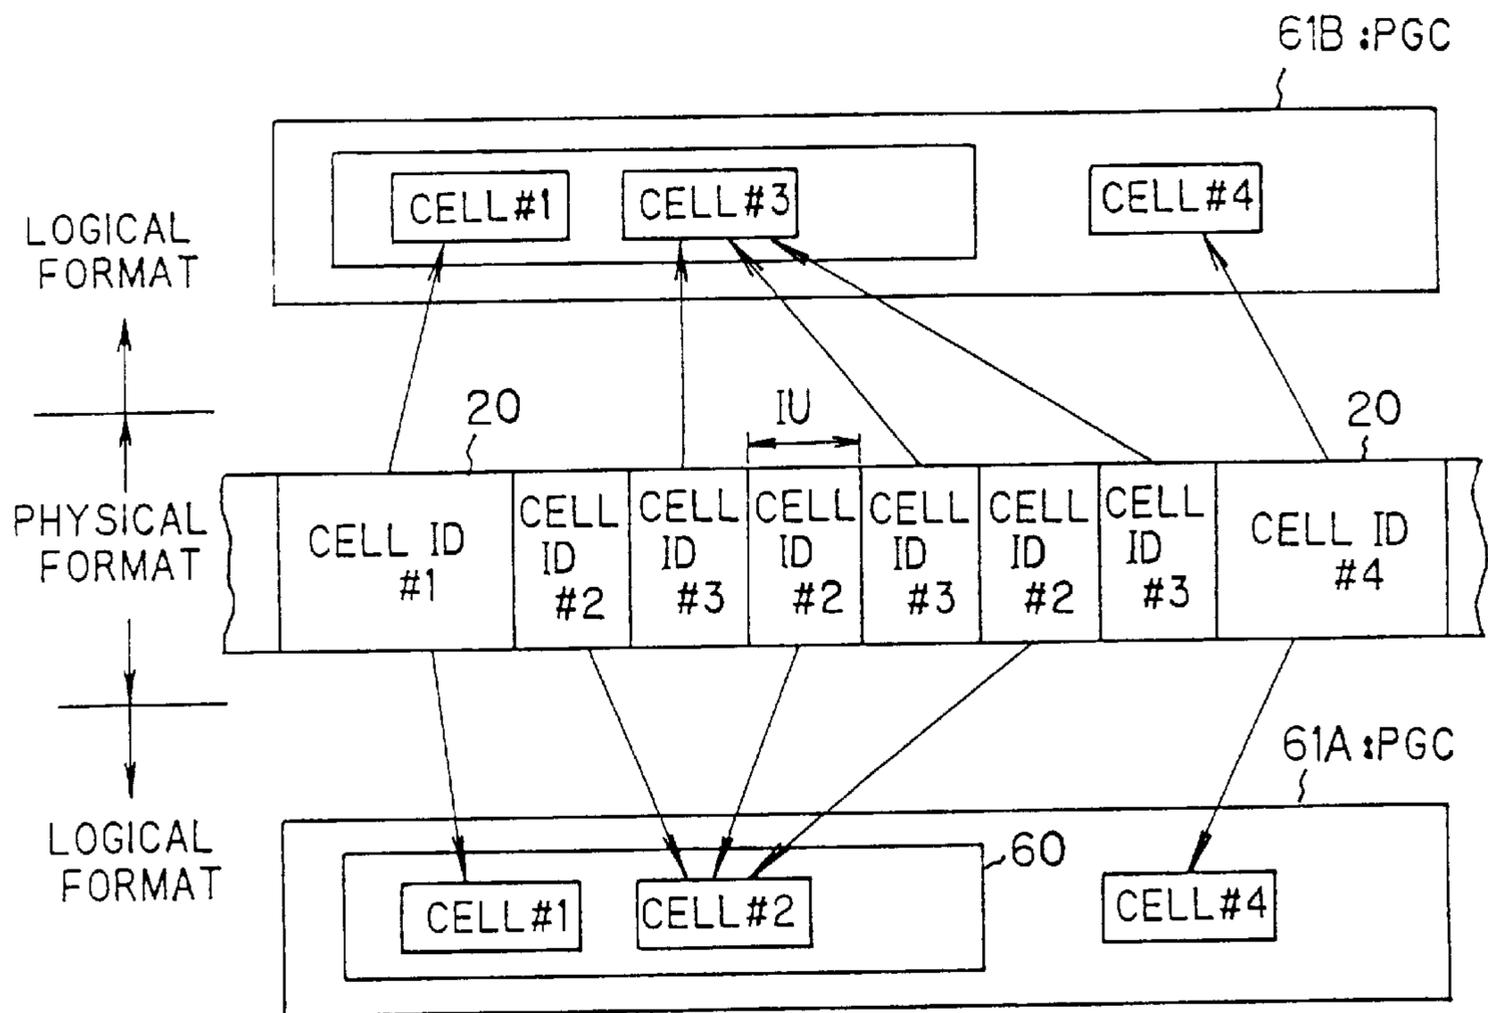 61B :PGC
CELL#1
CELL#3
CELL#4
LOGICAL
FORMAT
20
IU
20
PHYSICAL
FORMAT
CELL ID
#1
CELL
ID
#2
CELL
ID
#3
CELL
ID
#2
CELL
ID
#3
CELL
ID
#2
CELL
ID
#3
CELL ID
#4
61A :PGC
LOGICAL
FORMAT
60
CELL#1
CELL#2
CELL#4